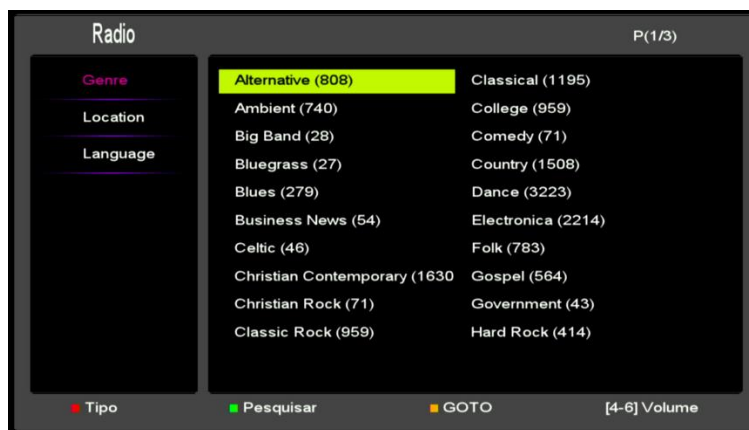 Radio
P(1/3)
Genre
Location
Language
Alternative (808)
Ambient (740)
Big Band (28)
Bluegrass (27)
Blues (279)
Business News (54)
Celtic (46)
Christian Contemporary (1630
Christian Rock (71)
Classic Rock (959)
Classical (1195)
College (959)
Comedy (71)
Country (1508)
Dance (3223)
Electronica (2214)
Folk (783)
Gospel (564)
Government (43)
Hard Rock (414)
Tipo
Pesquisar
GOTO
[4-6] Volume